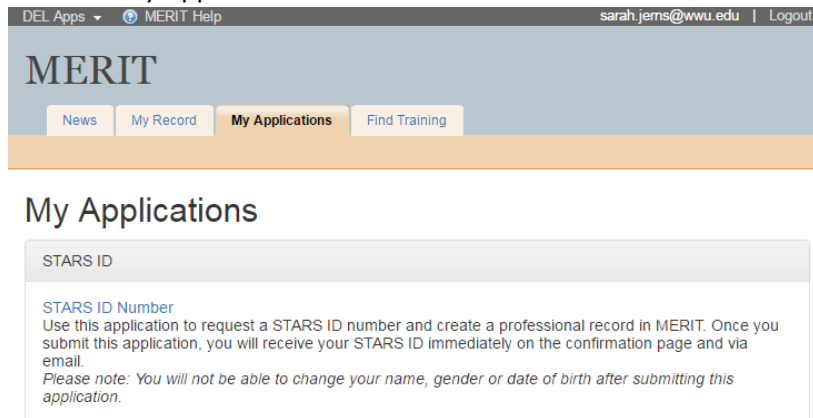 DEL Apps MERIT Help sarah.jerns@wwu.edu | Logout
MERIT
News My Record My Applications Find Training
My Applications
STARS ID
STARS ID Number
Use this application to request a STARS ID number and create a professional record in MERIT. Once you
submit this application, you will receive your STARS ID immediately on the confirmation page and via
email.
Please note: You will not be able to change your name, gender or date of birth after submitting this
application.